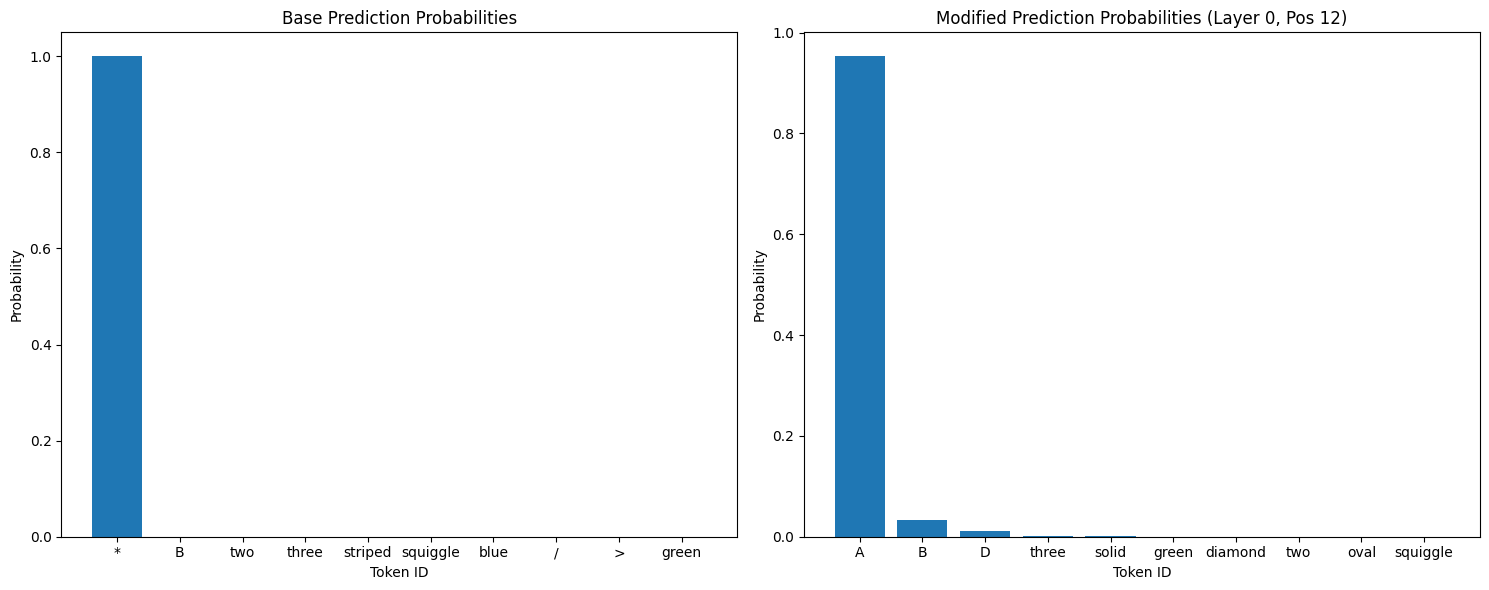 Base Prediction Probabilities
Probability
1.0
0.8
0.6
0.4
0.2
0.0
* B two three striped squiggle blue / > green
Token ID
Modified Prediction Probabilities (Layer 0, Pos 12)
Probability
1.0
0.8
0.6
0.4
0.2
0.0
A B D three solid green diamond two oval squiggle
Token ID